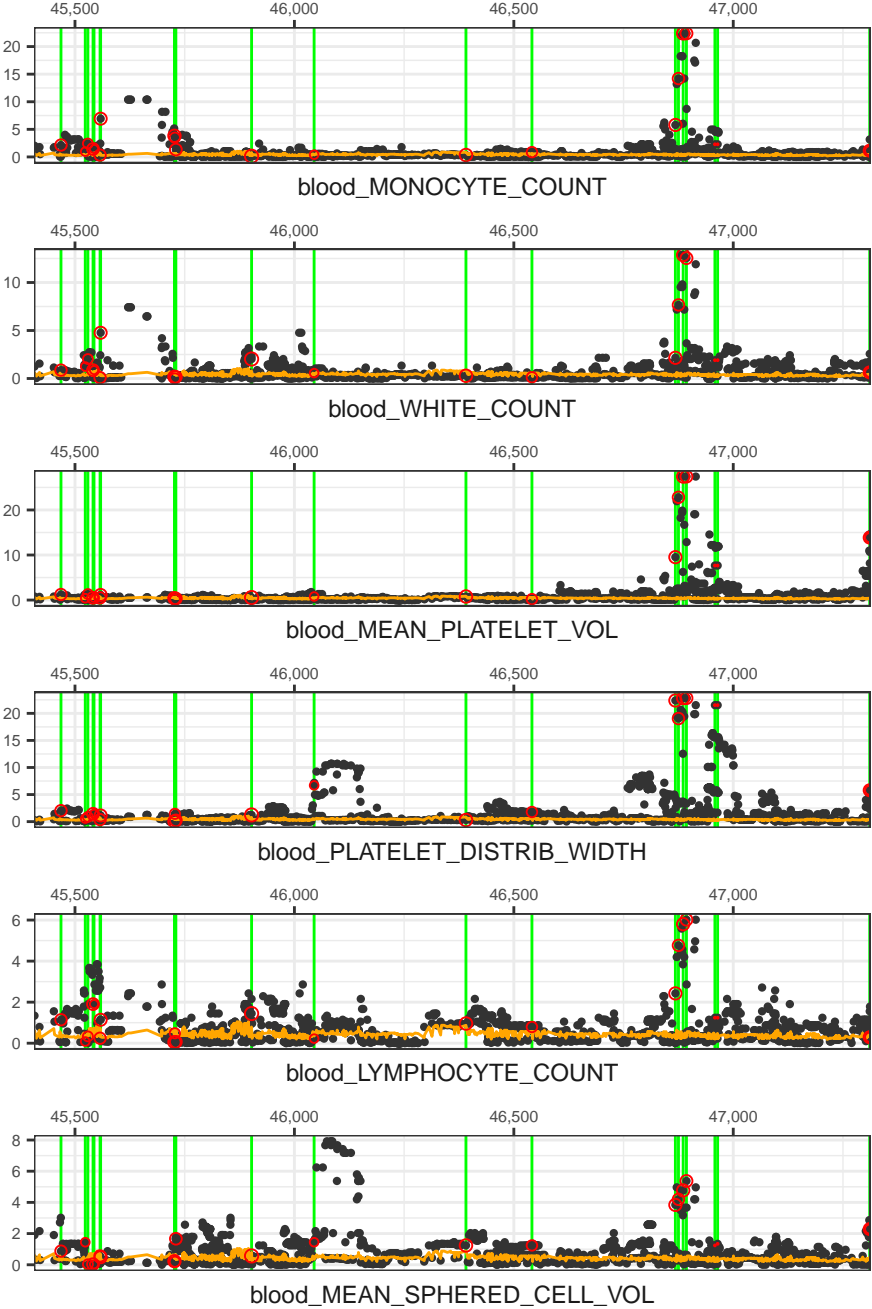 45,500 46,000 46,500 47,000
20
15
10
5
0
blood_MONOCYTE_COUNT
45,500 46,000 46,500 47,000
10
5
0
blood_WHITE_COUNT
45,500 46,000 46,500 47,000
20
10
0
blood_MEAN_PLATELET_VOL
45,500 46,000 46,500 47,000
20
15
10
5
0
blood_PLATELET_DISTRIB_WIDTH
45,500 46,000 46,500 47,000
6
4
2
0
blood_LYMPHOCYTE_COUNT
45,500 46,000 46,500 47,000
8
6
4
2
0
blood_MEAN_SPHERED_CELL_VOL